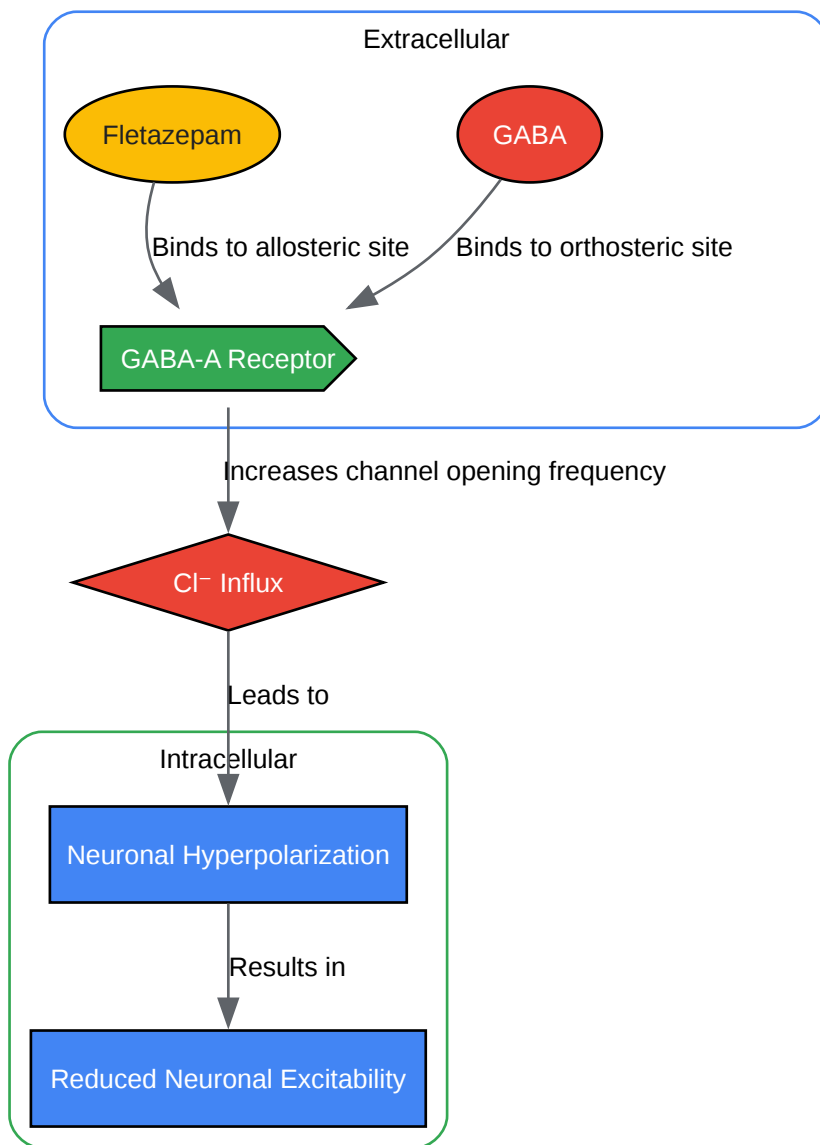 Extracellular
Fletazepam
GABA
Binds to allosteric site
Binds to orthosteric site
GABA-A Receptor
Increases channel opening frequency
Cl⁻ Influx
Leads to
Intracellular
Neuronal Hyperpolarization
Results in
Reduced Neuronal Excitability